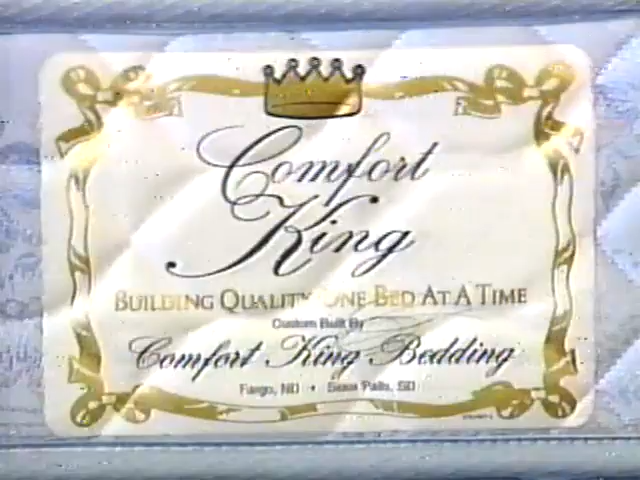 Comfort
King
BUILDING QUALITY ONE BED AT A TIME
Custom Built By
Comfort King Bedding
Fargo, ND • Sioux Falls, SD